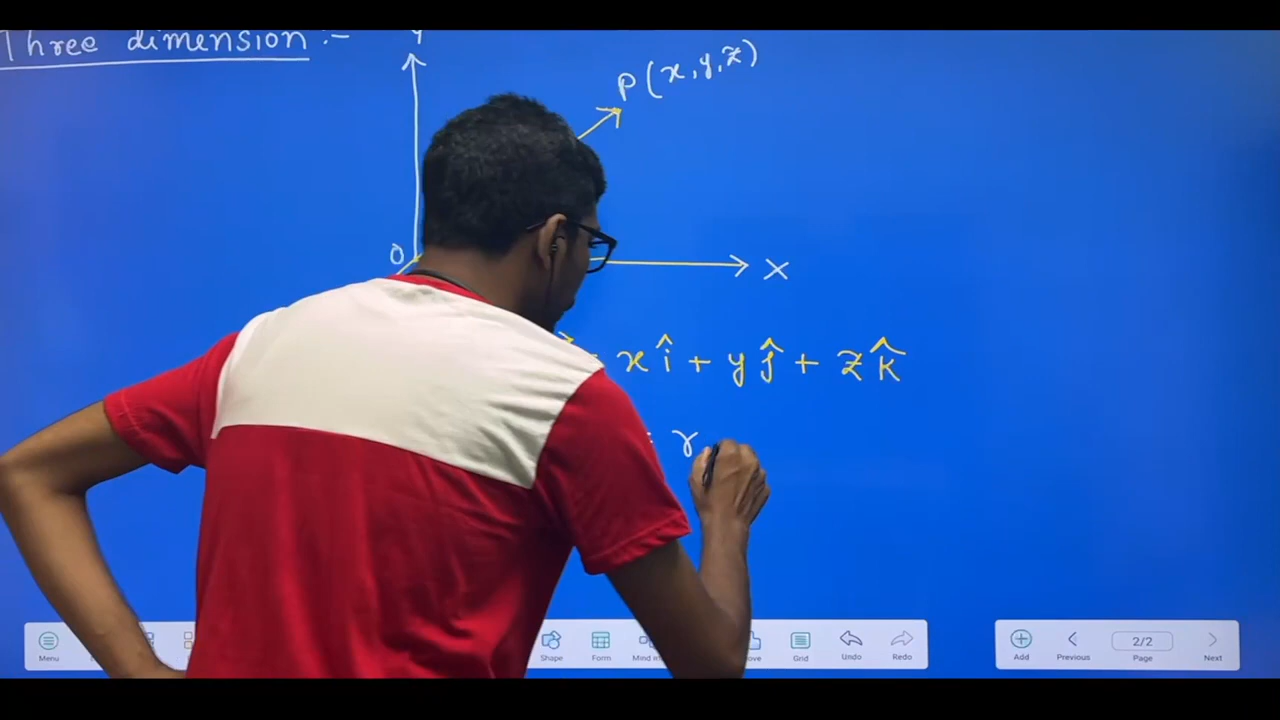 Three dimension :-
P(x, y, z)
O
X
= x î + y ĵ + z k̂
= r
Menu
Shape
Form
Grid
Undo
Redo
Add
Previous
2/2
Page
Next